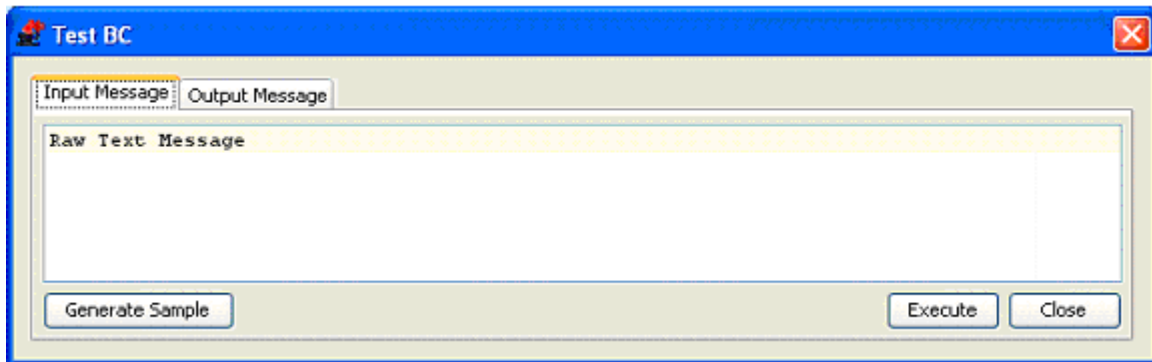 Test BC
Input Message Output Message
Raw Text Message
Generate Sample Execute Close